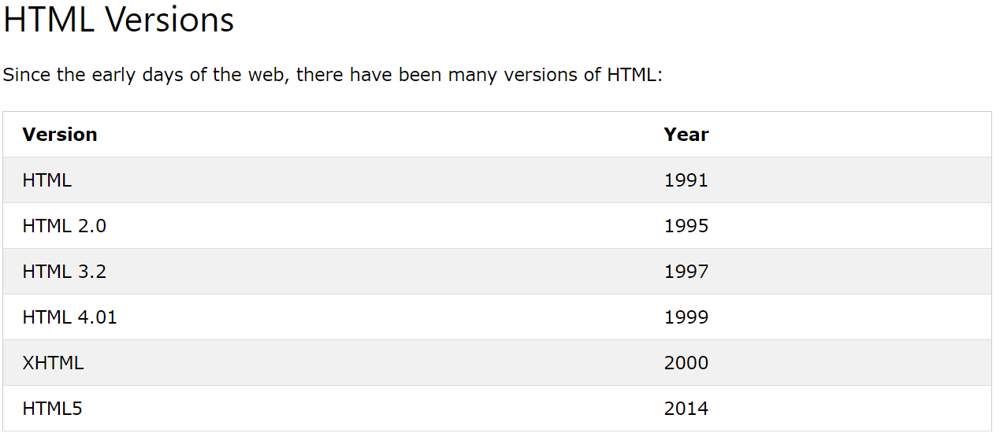 HTML Versions
Since the early days of the web, there have been many versions of HTML:
Version Year
HTML 1991
HTML 2.0 1995
HTML 3.2 1997
HTML 4.01 1999
XHTML 2000
HTML5 2014